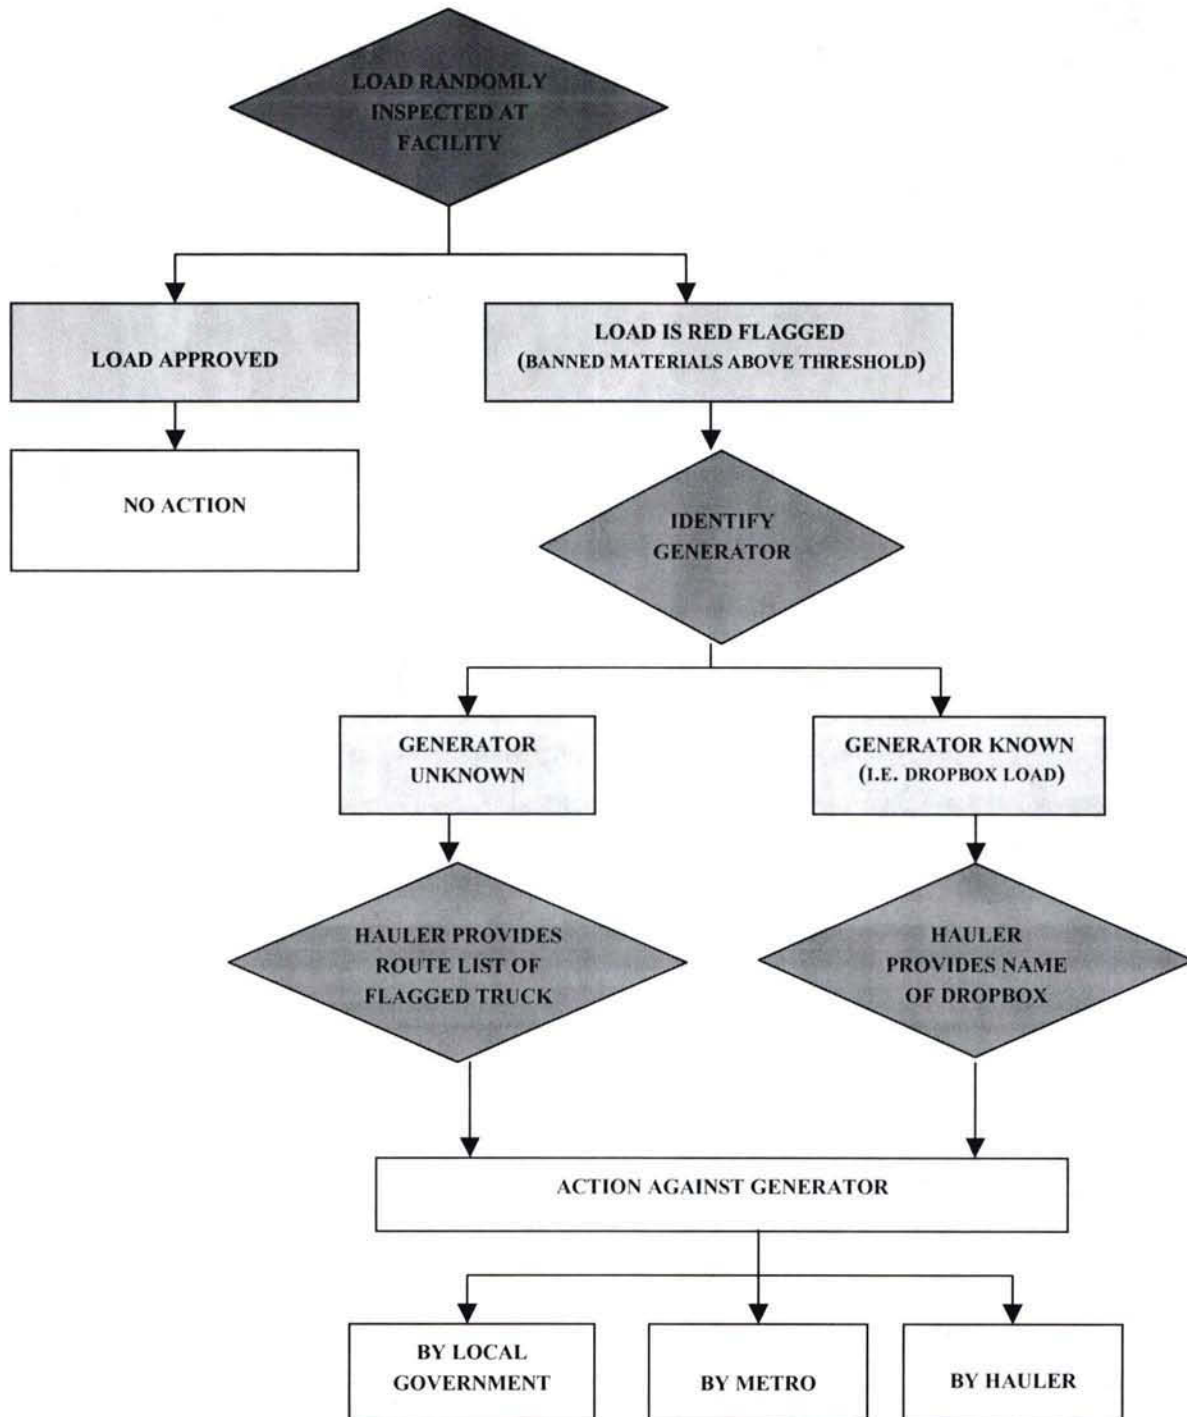 LOAD RANDOMLY
INSPECTED AT
FACILITY
LOAD APPROVED
LOAD IS RED FLAGGED
(BANNED MATERIALS ABOVE THRESHOLD)
NO ACTION
IDENTIFY
GENERATOR
GENERATOR
UNKNOWN
GENERATOR KNOWN
(I.E. DROPBOX LOAD)
HAULER PROVIDES
ROUTE LIST OF
FLAGGED TRUCK
HAULER
PROVIDES NAME
OF DROPBOX
ACTION AGAINST GENERATOR
BY LOCAL
GOVERNMENT
BY METRO
BY HAULER